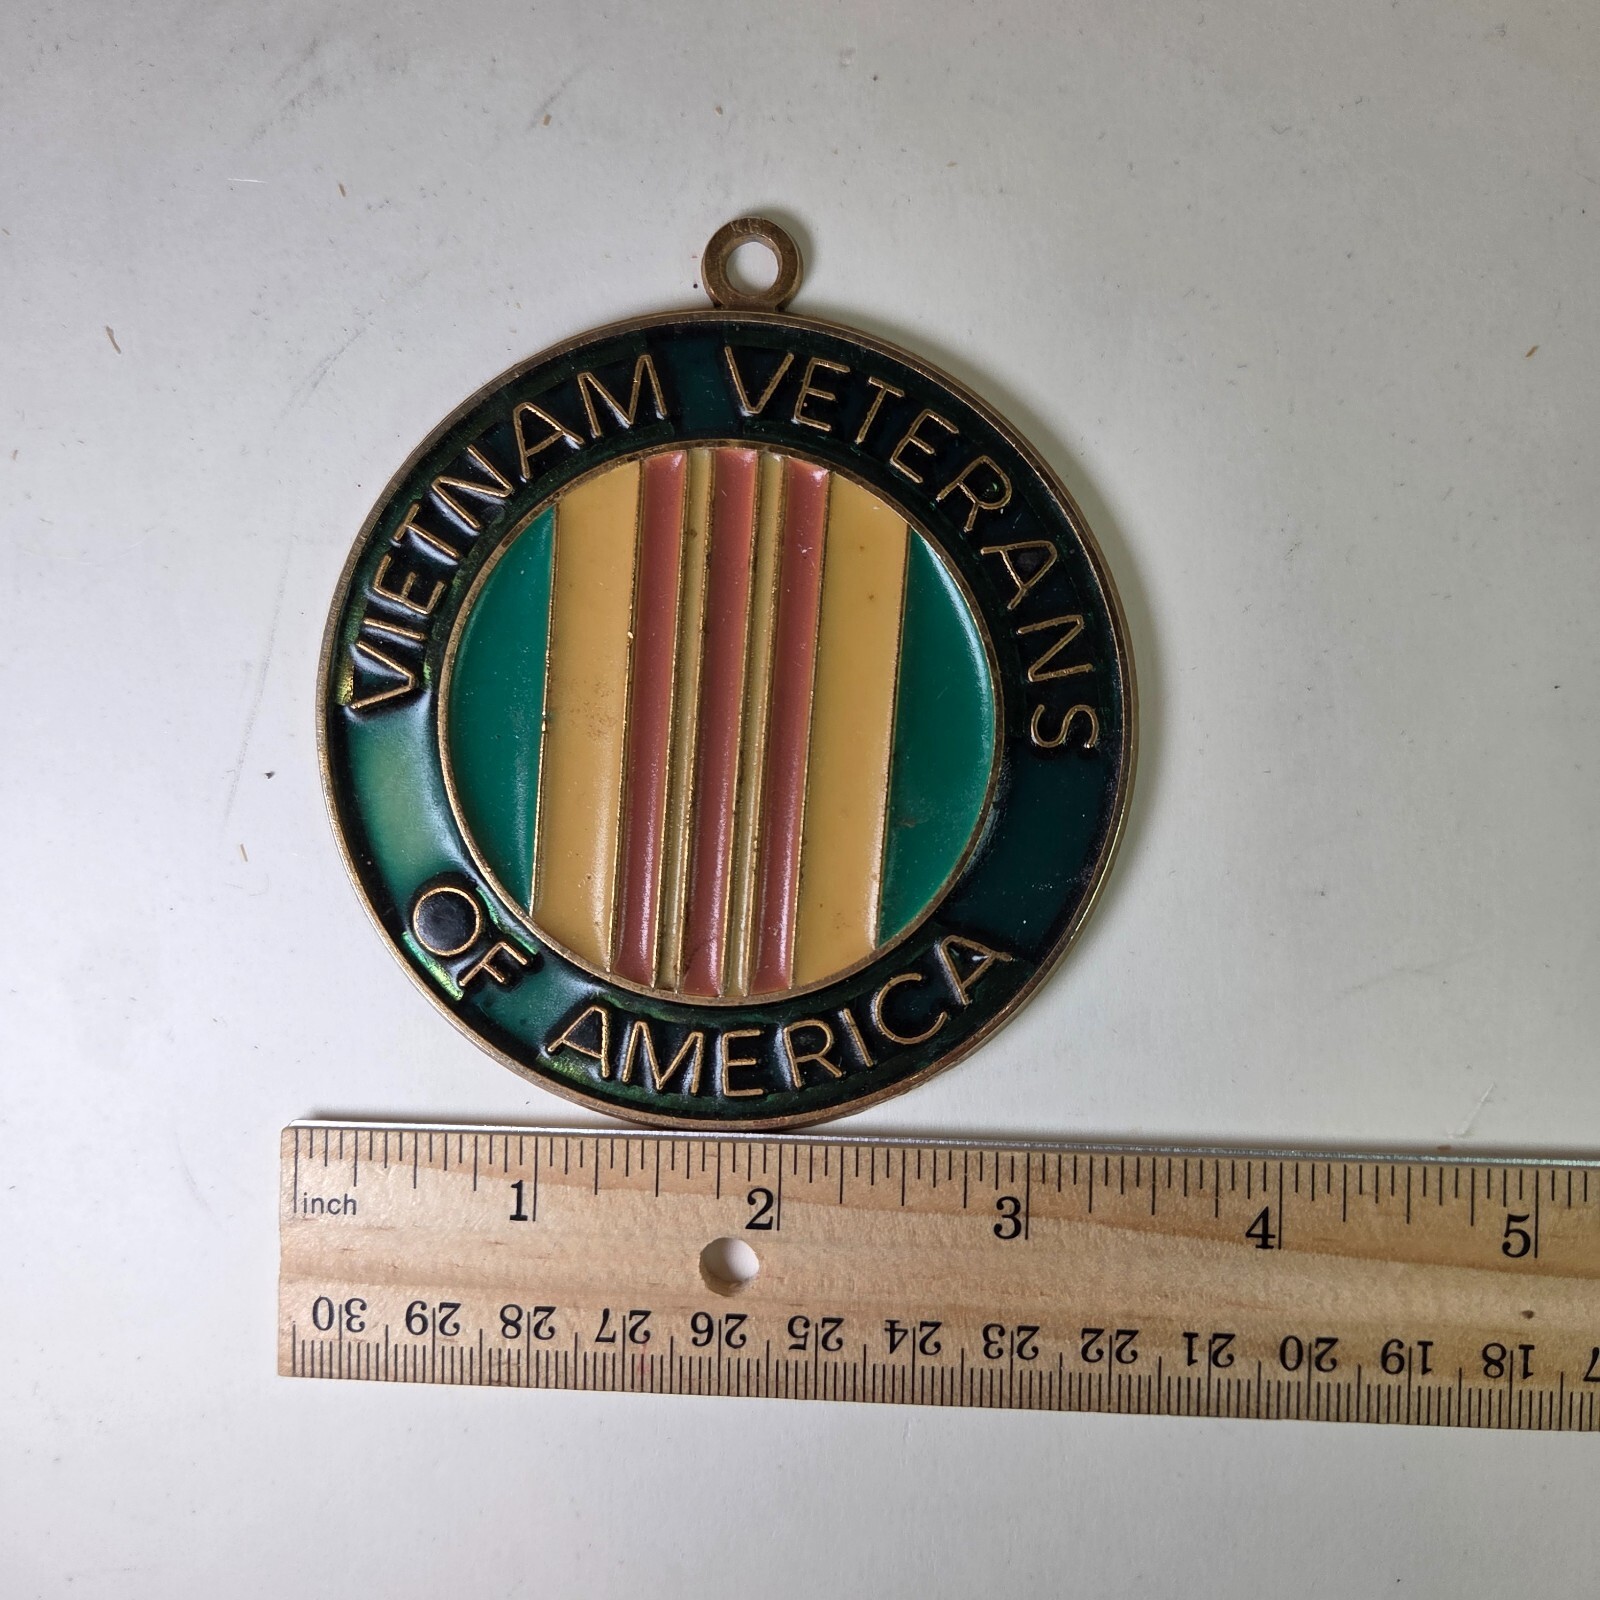 VIETNAM VETERANS
OF AMERICA
inch 1 2 3 4 5
30 29 28 27 26 25 24 23 22 21 20 19 18